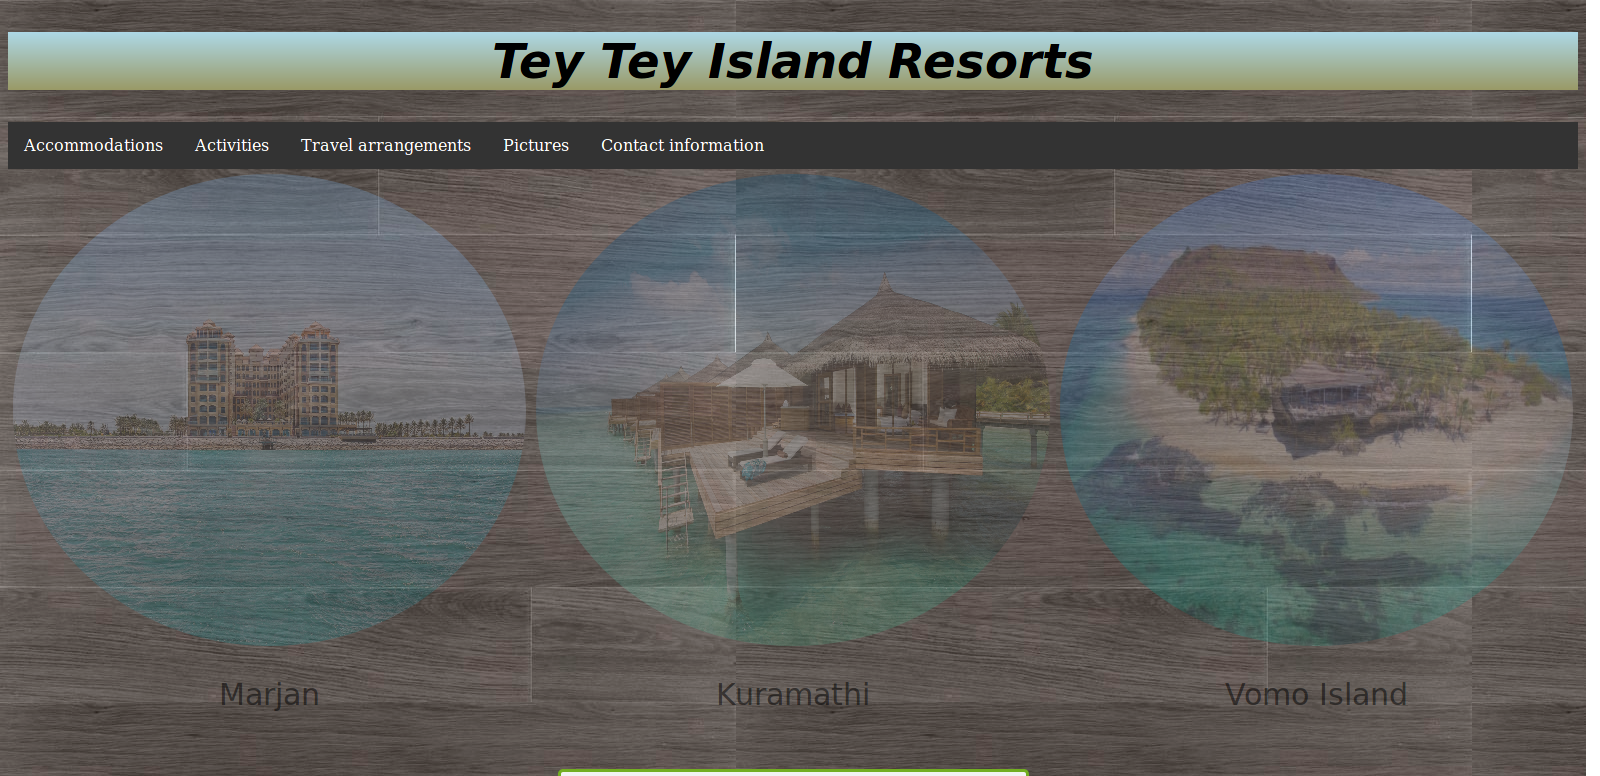 Tey Tey Island Resorts
Accommodations Activities Travel arrangements Pictures Contact information
Marjan Kuramathi Vomo Island